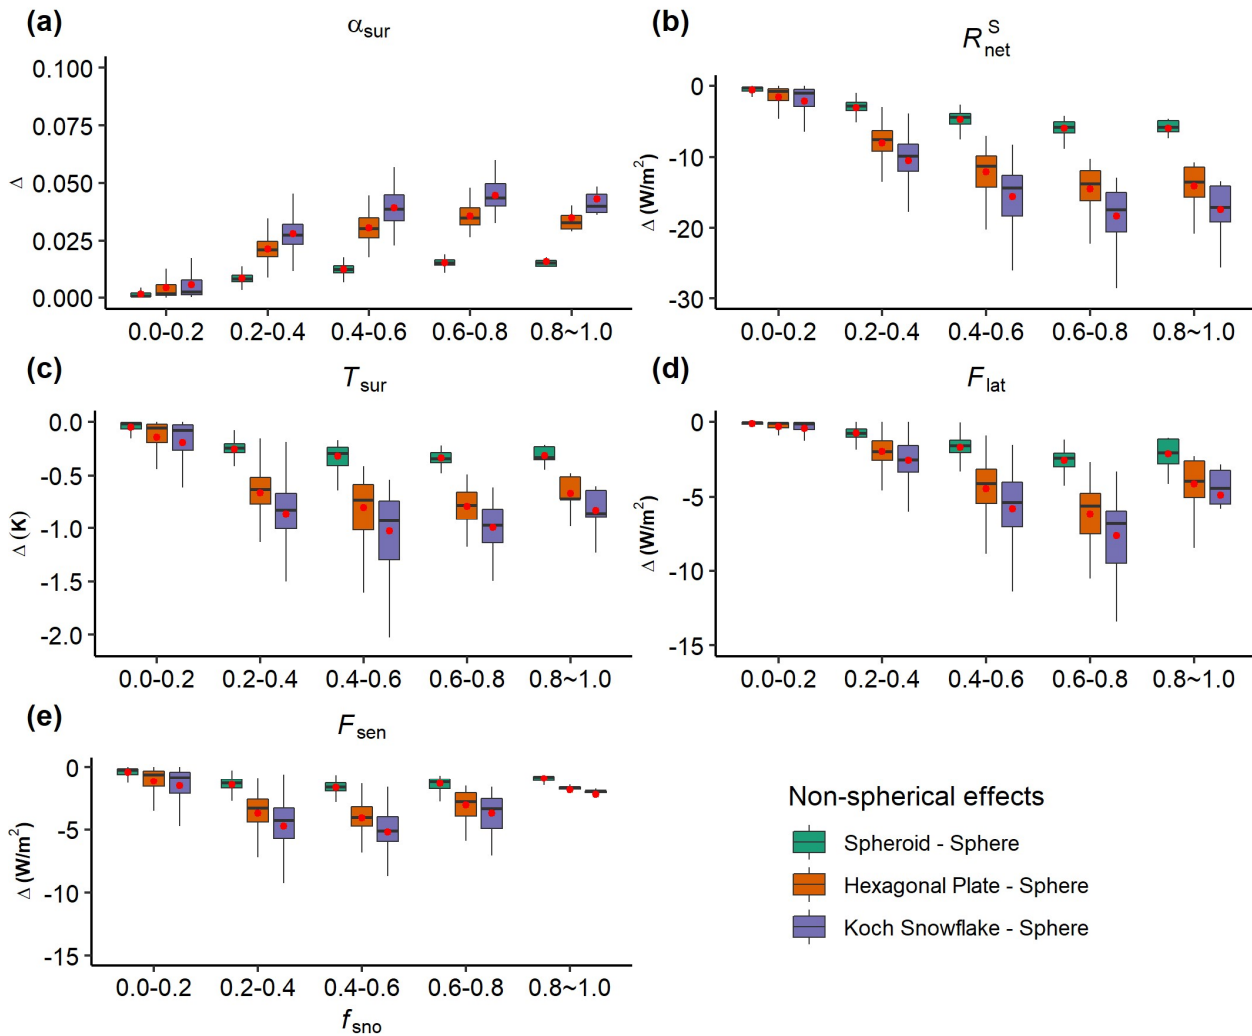 (a)
αsur
Δ
0.100
0.075
0.050
0.025
0.000
0.0-0.2 0.2-0.4 0.4-0.6 0.6-0.8 0.8~1.0
(b)
R S net
Δ (W/m²)
0
-10
-20
-30
0.0-0.2 0.2-0.4 0.4-0.6 0.6-0.8 0.8~1.0
(c)
Tsur
Δ (K)
0.0
-0.5
-1.0
-1.5
-2.0
0.0-0.2 0.2-0.4 0.4-0.6 0.6-0.8 0.8~1.0
(d)
Flat
Δ (W/m²)
0
-5
-10
-15
0.0-0.2 0.2-0.4 0.4-0.6 0.6-0.8 0.8~1.0
(e)
Fsen
Δ (W/m²)
0
-5
-10
-15
0.0-0.2 0.2-0.4 0.4-0.6 0.6-0.8 0.8~1.0
fsno
Non-spherical effects
Spheroid - Sphere
Hexagonal Plate - Sphere
Koch Snowflake - Sphere